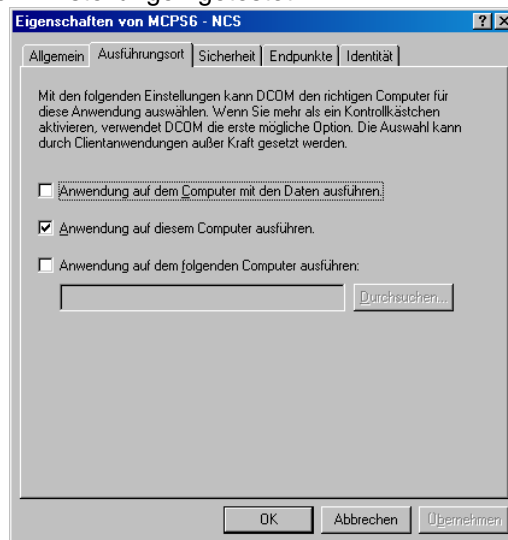 Eigenschaften von MCPS6 - NCS
Allgemein Ausführungsort Sicherheit Endpunkte Identität
Mit den folgenden Einstellungen kann DCOM den richtigen Computer für
diese Anwendung auswählen. Wenn Sie mehr als ein Kontrollkästchen
aktivieren, verwendet DCOM die erste mögliche Option. Die Auswahl kann
durch Clientanwendungen außer Kraft gesetzt werden.
Anwendung auf dem Computer mit den Daten ausführen.
Anwendung auf diesem Computer ausführen.
Anwendung auf dem folgenden Computer ausführen:
Durchsuchen...
OK Abbrechen Übernehmen